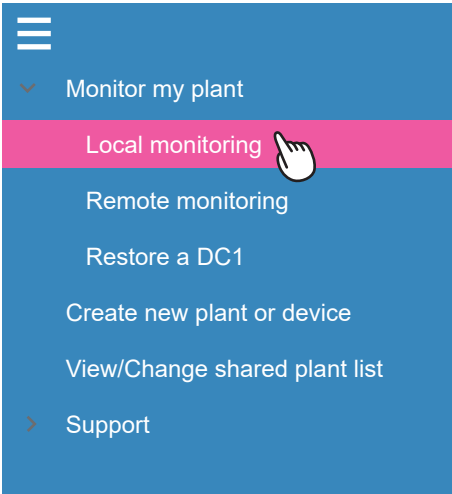 Monitor my plant
Local monitoring
Remote monitoring
Restore a DC1
Create new plant or device
View/Change shared plant list
Support